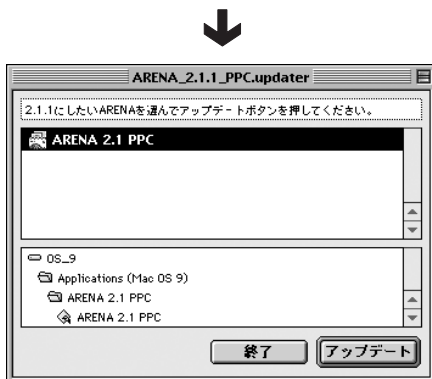 ARENA_2.1.1_PPC.updater
2.1.1にしたいARENAを選んでアップデートボタンを押してください。
ARENA 2.1 PPC
OS_9
Applications (Mac OS 9)
ARENA 2.1 PPC
ARENA 2.1 PPC
終了
アップデート